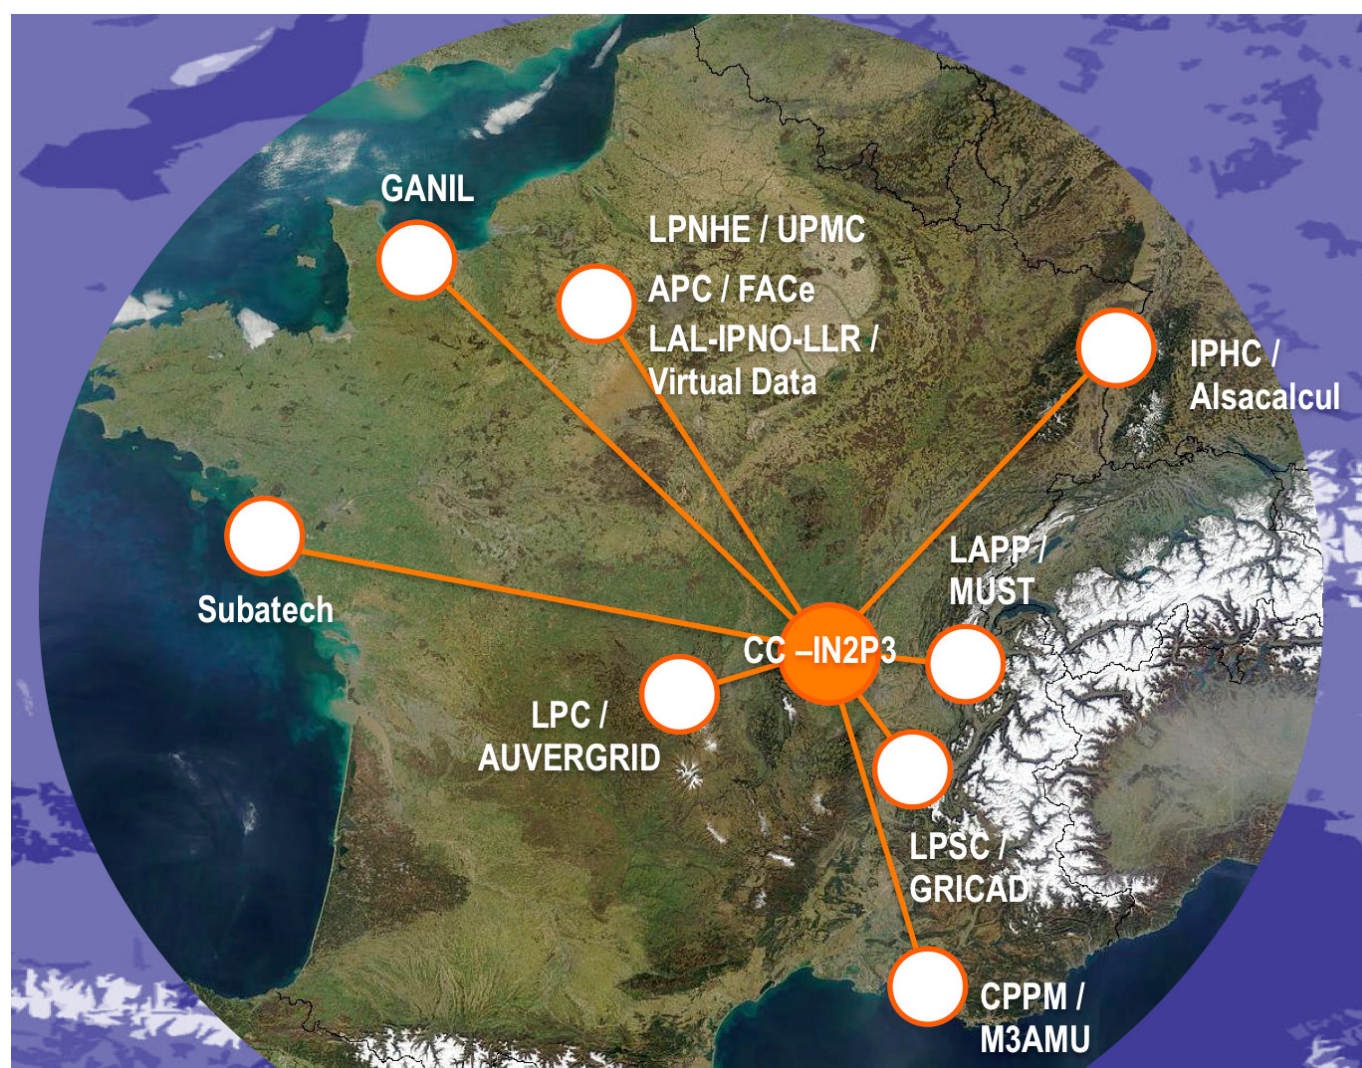 GANIL
LPNHE / UPMC
APC / FACe
LAL-IPNO-LLR /
Virtual Data
IPHC /
Alsacalcul
LAPP /
MUST
Subatech
CC –IN2P3
LPC /
AUVERGRID
LPSC /
GRICAD
CPPM /
M3AMU